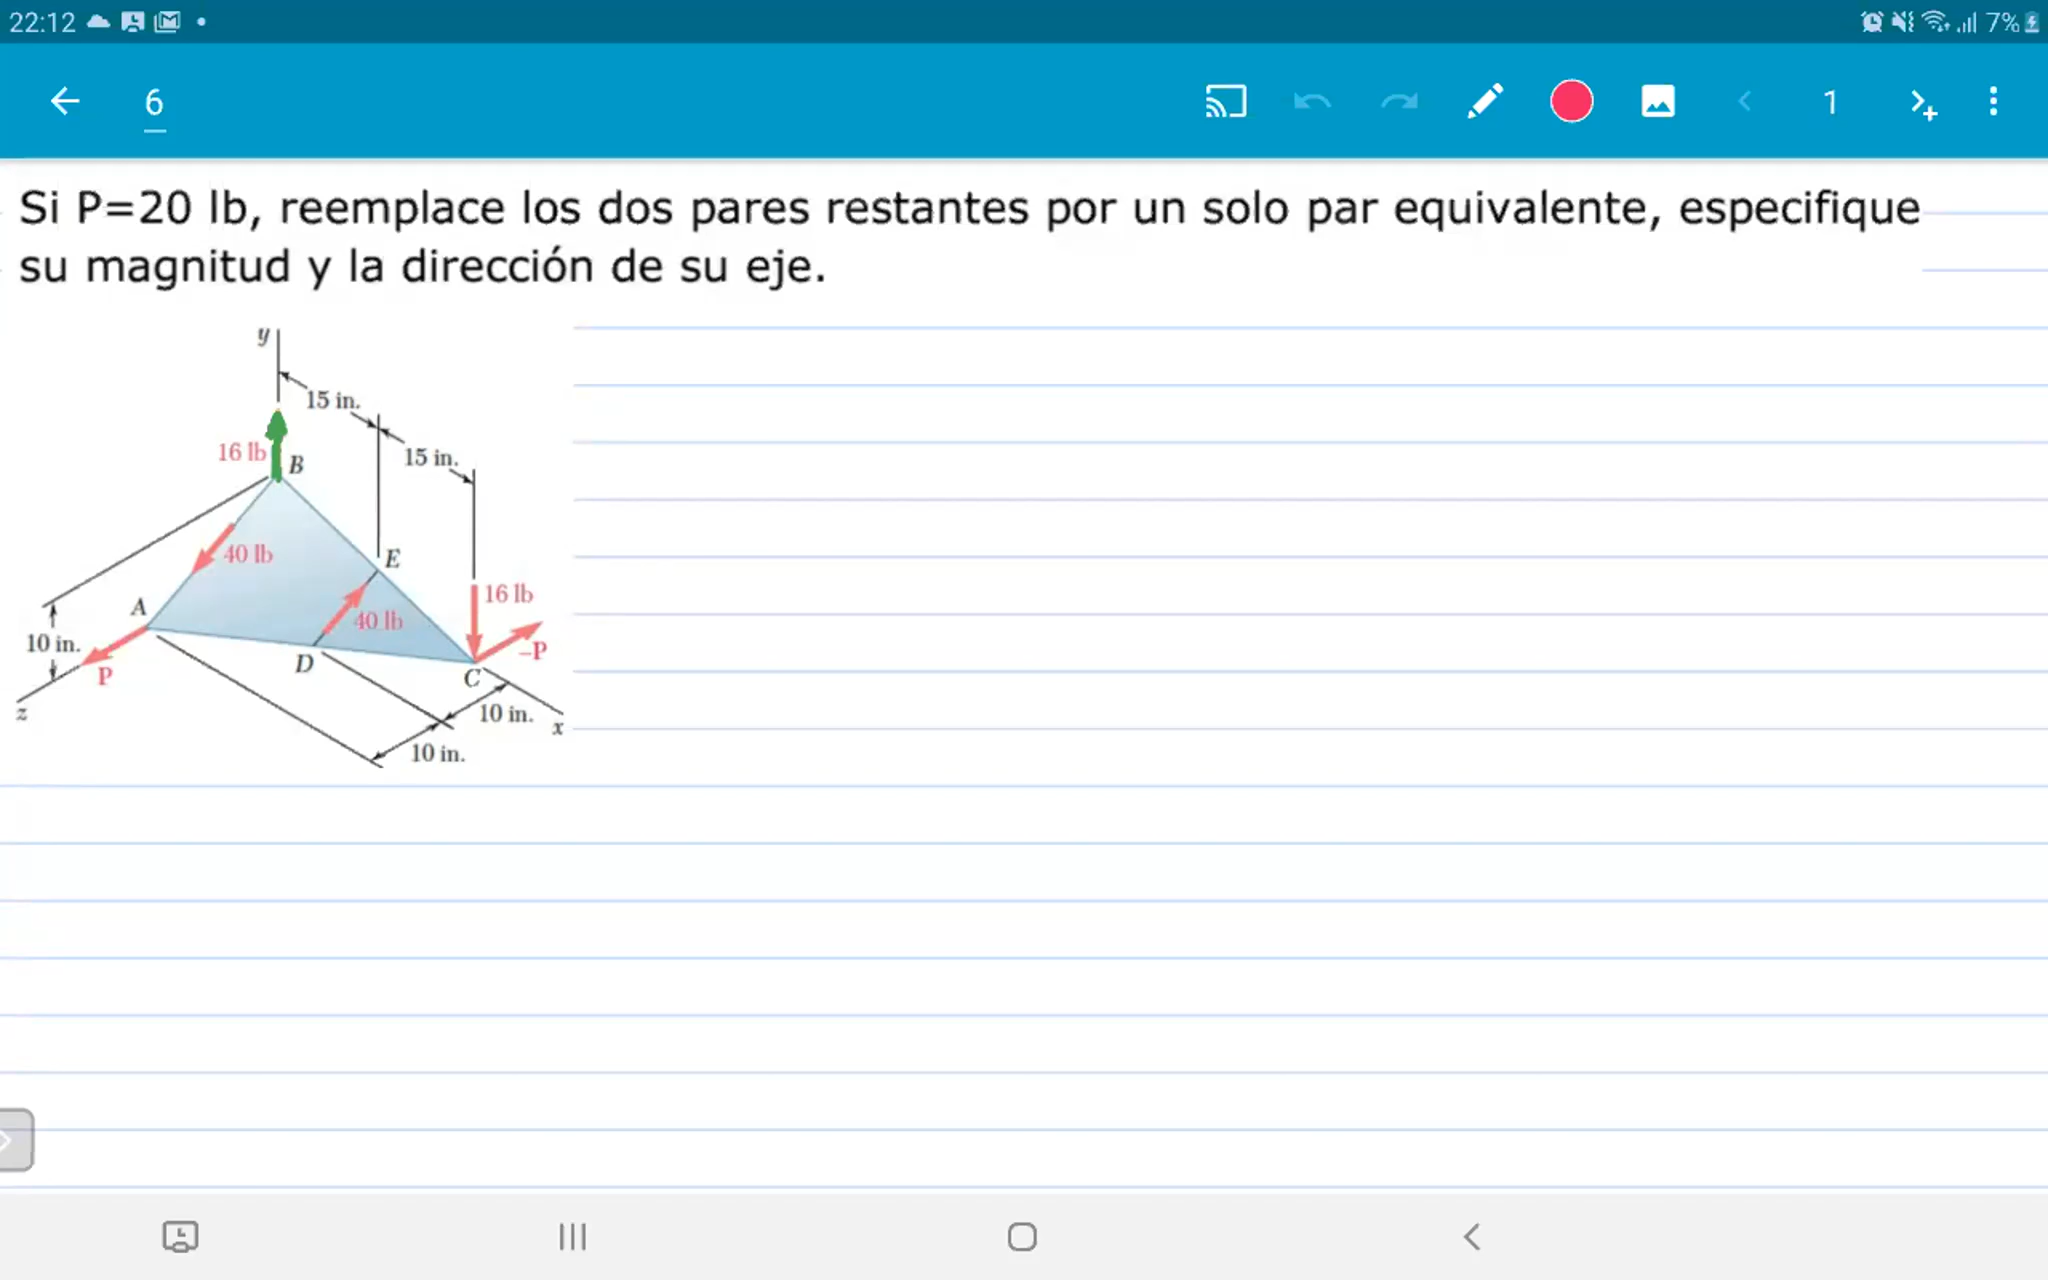 22:12
7%
6
1
Si P=20 lb, reemplace los dos pares restantes por un solo par equivalente, especifique
su magnitud y la dirección de su eje.
y
15 in.
15 in.
16 lb
B
40 lb
E
A
16 lb
40 lb
10 in.
P
D
-P
C
z
10 in.
x
10 in.